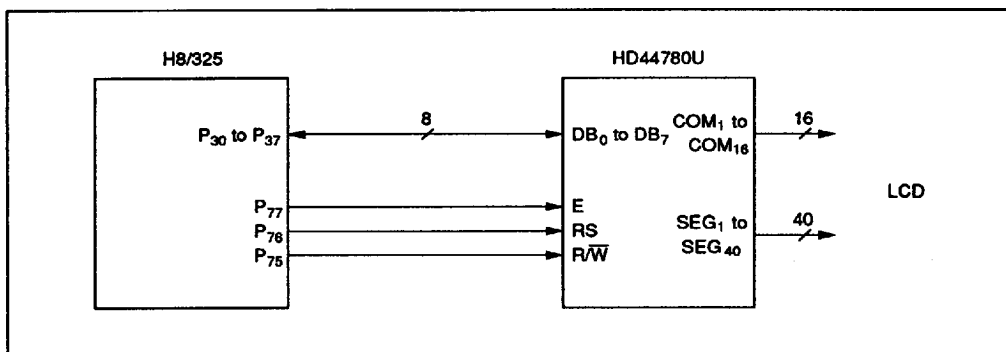 H8/325
HD44780U
P30 to P37
8
DB0 to DB7
COM1 to
COM16
16
P77
E
P76
RS
P75
R/W̅
SEG1 to
SEG40
40
LCD